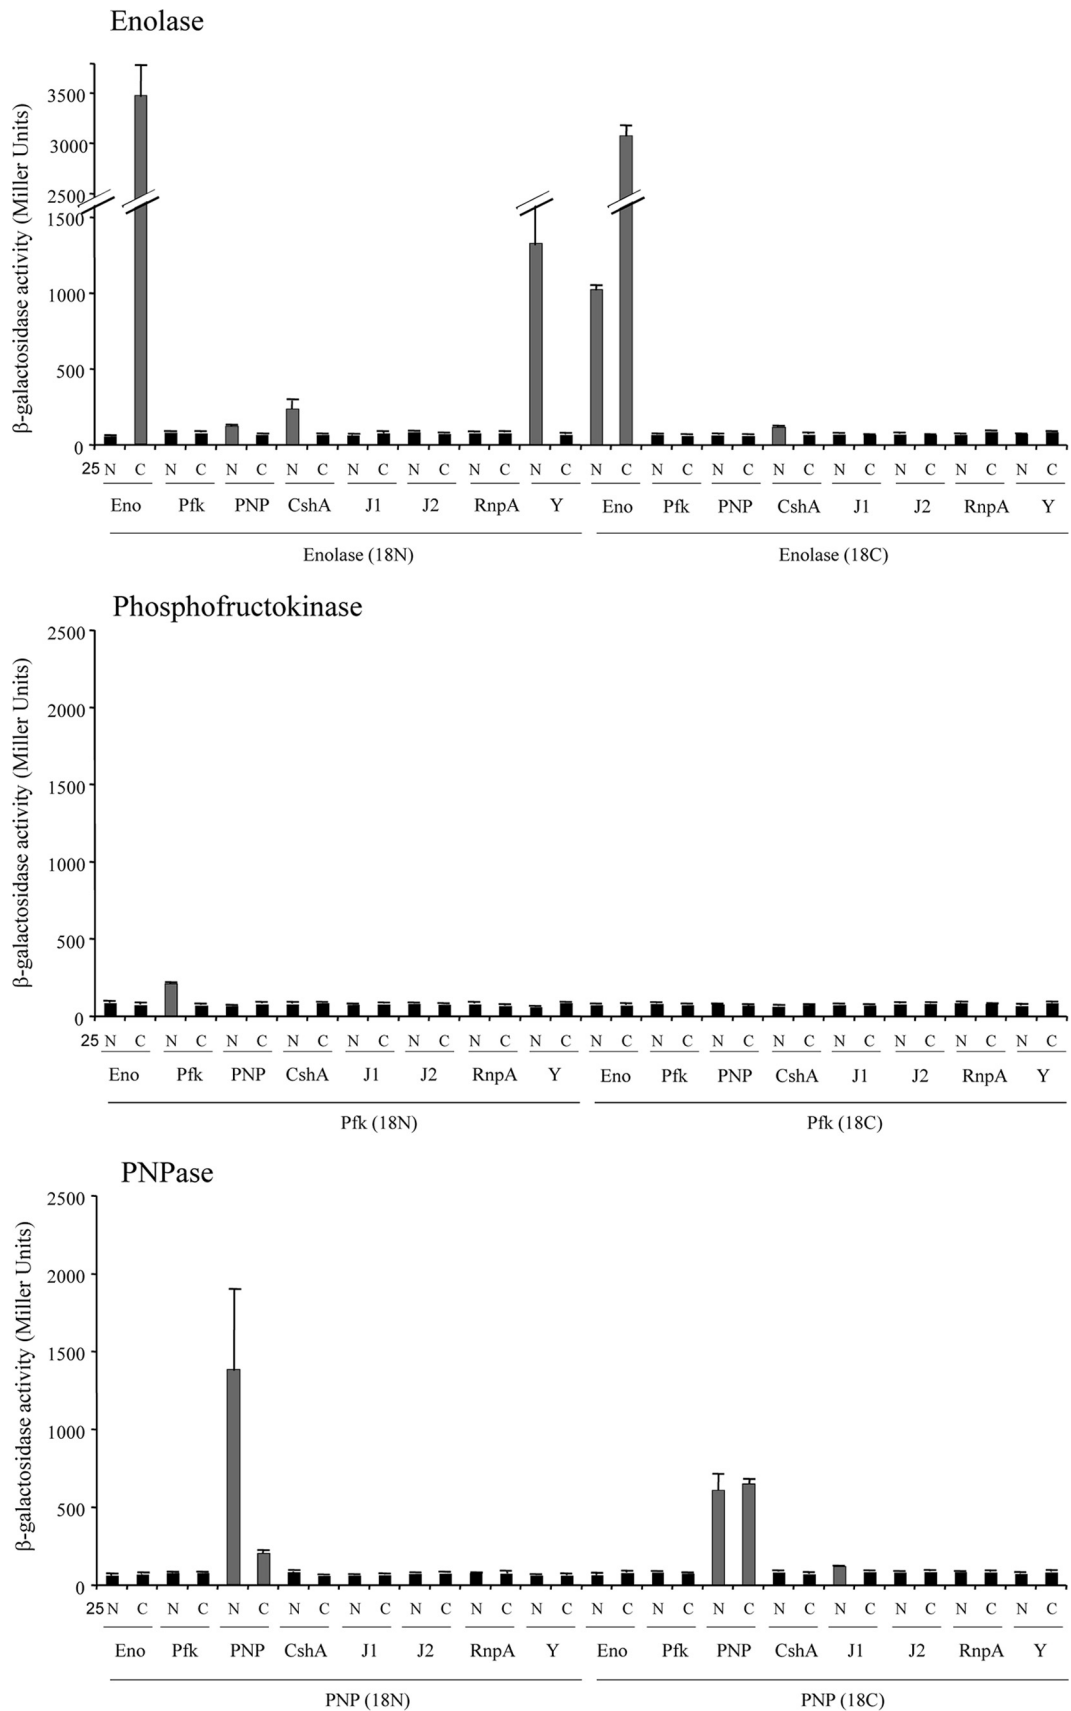 Enolase
β-galactosidase activity (Miller Units)
3500
3000
2500
1500
1000
500
0
25 N C N C N C N C N C N C N C N C N C N C N C N C N C N C N C N C
Eno Pfk PNP CshA J1 J2 RnpA Y Eno Pfk PNP CshA J1 J2 RnpA Y
Enolase (18N) Enolase (18C)
Phosphofructokinase
β-galactosidase activity (Miller Units)
2500
2000
1500
1000
500
0
25 N C N C N C N C N C N C N C N C N C N C N C N C N C N C N C N C
Eno Pfk PNP CshA J1 J2 RnpA Y Eno Pfk PNP CshA J1 J2 RnpA Y
Pfk (18N) Pfk (18C)
PNPase
β-galactosidase activity (Miller Units)
2500
2000
1500
1000
500
0
25 N C N C N C N C N C N C N C N C N C N C N C N C N C N C N C N C
Eno Pfk PNP CshA J1 J2 RnpA Y Eno Pfk PNP CshA J1 J2 RnpA Y
PNP (18N) PNP (18C)